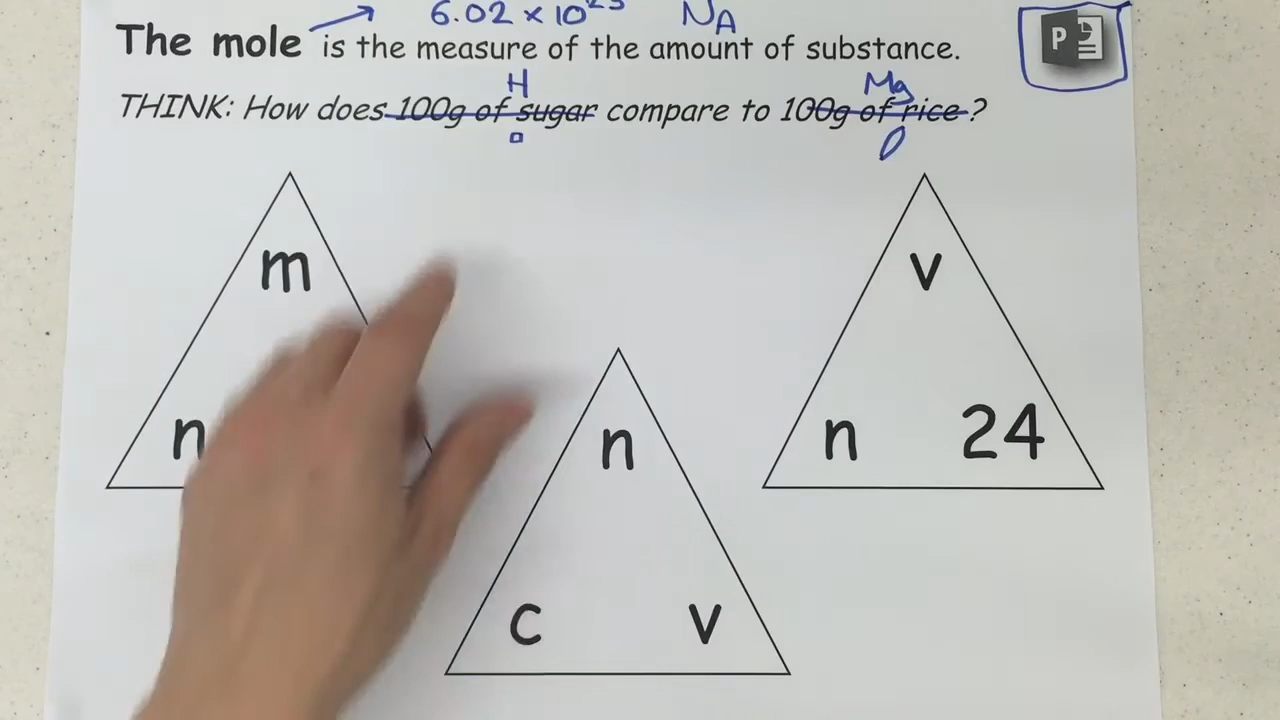 6.02 × 10²³ N_A
The mole is the measure of the amount of substance.
H Mg
THINK: How does 100g of sugar compare to 100g of rice?
m
n
n
c v
v
n 24
P